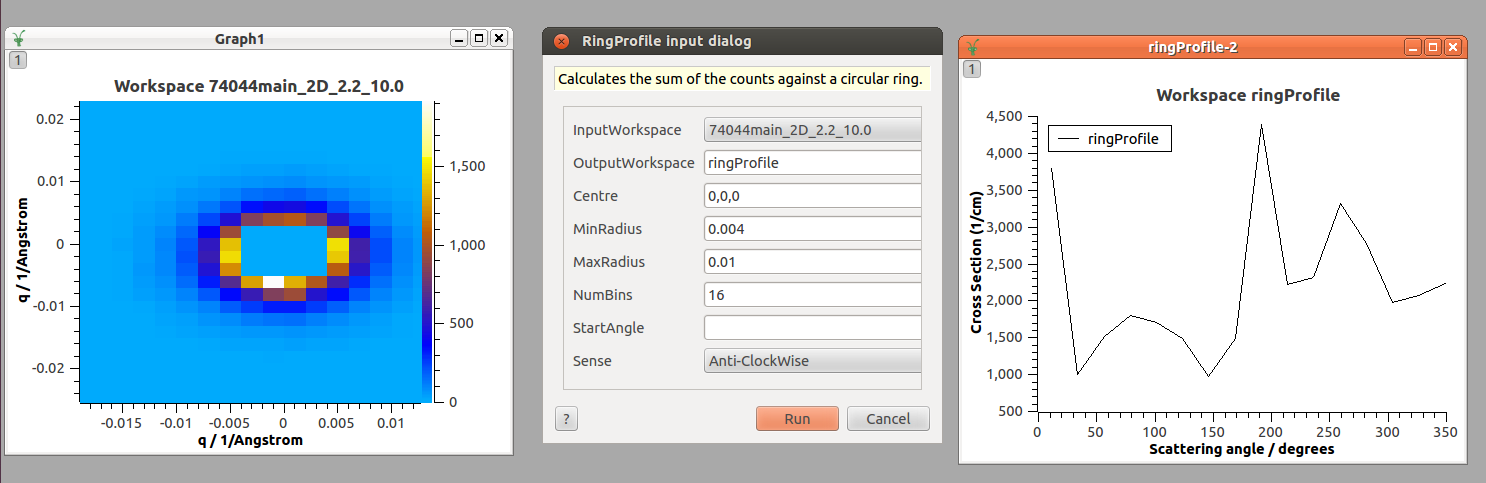 Graph1
1
Workspace 74044main_2D_2.2_10.0
0.02
0.01
0
-0.01
-0.02
q / 1/Angstrom
-0.015 -0.01 -0.005 0 0.005 0.01
q / 1/Angstrom
1,500
1,000
500
0
RingProfile input dialog
Calculates the sum of the counts against a circular ring.
InputWorkspace 74044main_2D_2.2_10.0
OutputWorkspace ringProfile
Centre 0,0,0
MinRadius 0.004
MaxRadius 0.01
NumBins 16
StartAngle
Sense Anti-ClockWise
? Run Cancel
ringProfile-2
1
Workspace ringProfile
ringProfile
4,500
4,000
3,500
3,000
2,500
2,000
1,500
1,000
500
Cross Section (1/cm)
0 50 100 150 200 250 300 350
Scattering angle / degrees